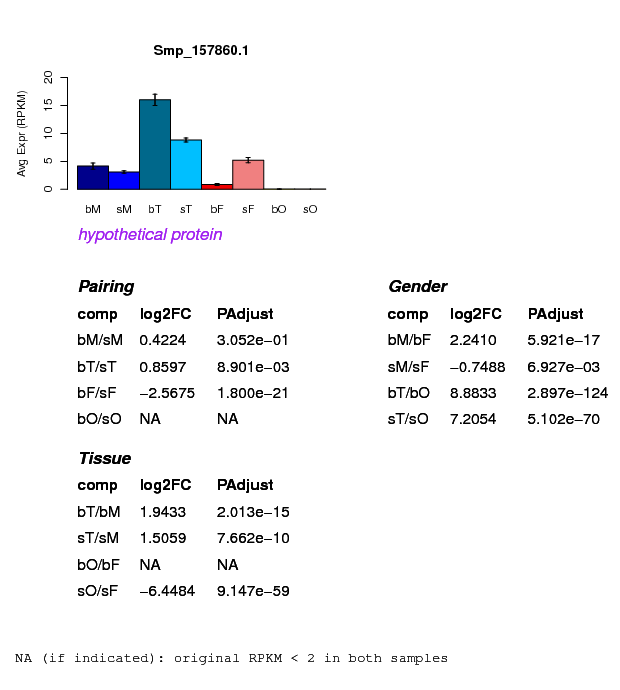 Smp_157860.1
Avg Expr (RPKM)
20
15
10
5
0
bM sM bT sT bF sF bO sO
hypothetical protein
Pairing
comp log2FC PAdjust
bM/sM 0.4224 3.052e−01
bT/sT 0.8597 8.901e−03
bF/sF −2.5675 1.800e−21
bO/sO NA NA
Gender
comp log2FC PAdjust
bM/bF 2.2410 5.921e−17
sM/sF −0.7488 6.927e−03
bT/bO 8.8833 2.897e−124
sT/sO 7.2054 5.102e−70
Tissue
comp log2FC PAdjust
bT/bM 1.9433 2.013e−15
sT/sM 1.5059 7.662e−10
bO/bF NA NA
sO/sF −6.4484 9.147e−59
NA (if indicated): original RPKM < 2 in both samples